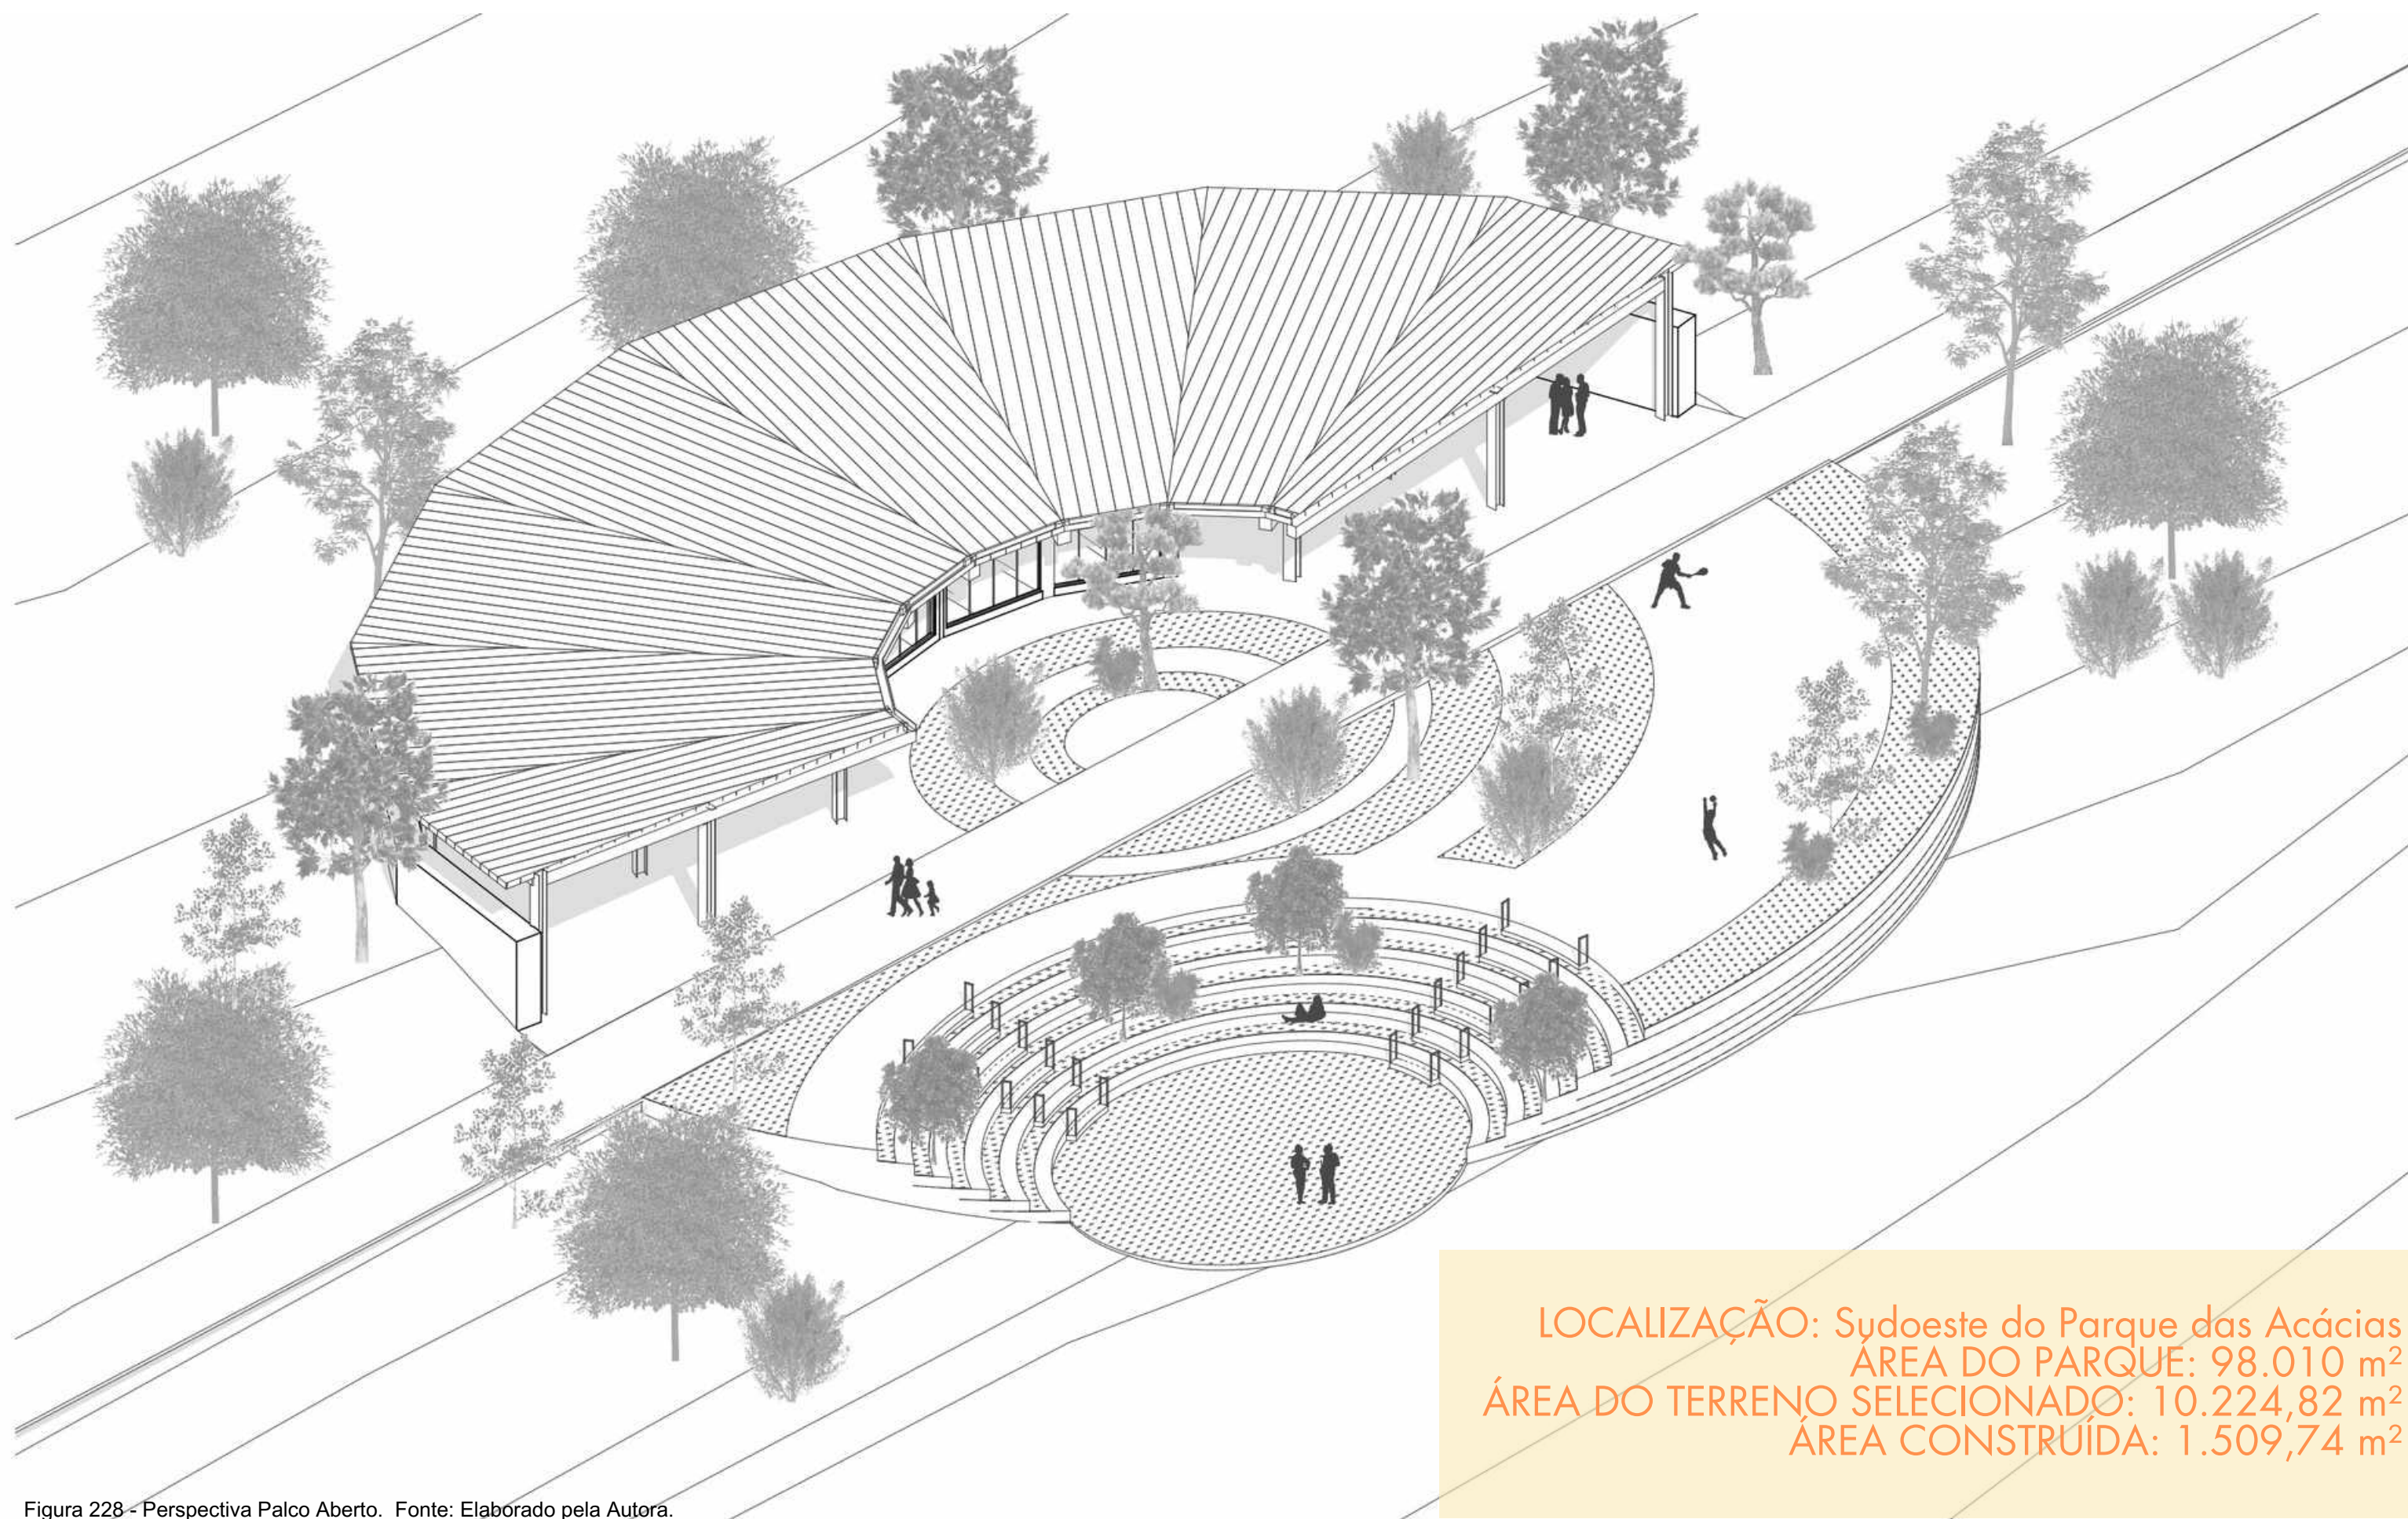 LOCALIZAÇÃO: Sudoeste do Parque das Acácias
ÁREA DO PARQUE: 98.010 m²
ÁREA DO TERRENO SELECIONADO: 10.224,82 m²
ÁREA CONSTRUÍDA: 1.509,74 m²
Figura 228 - Perspectiva Palco Aberto. Fonte: Elaborado pela Autora.